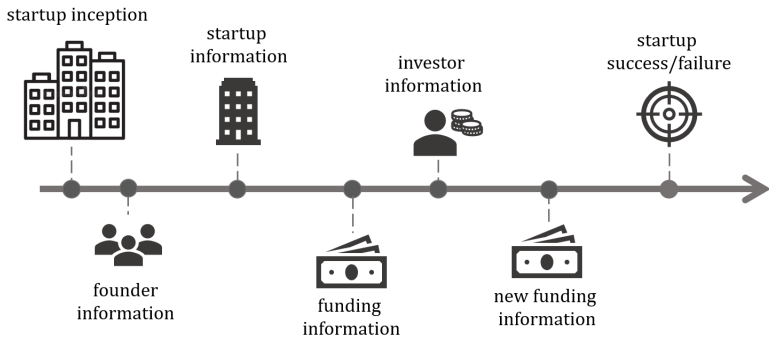 startup inception
startup
information
investor
information
startup
success/failure
founder
information
funding
information
new funding
information